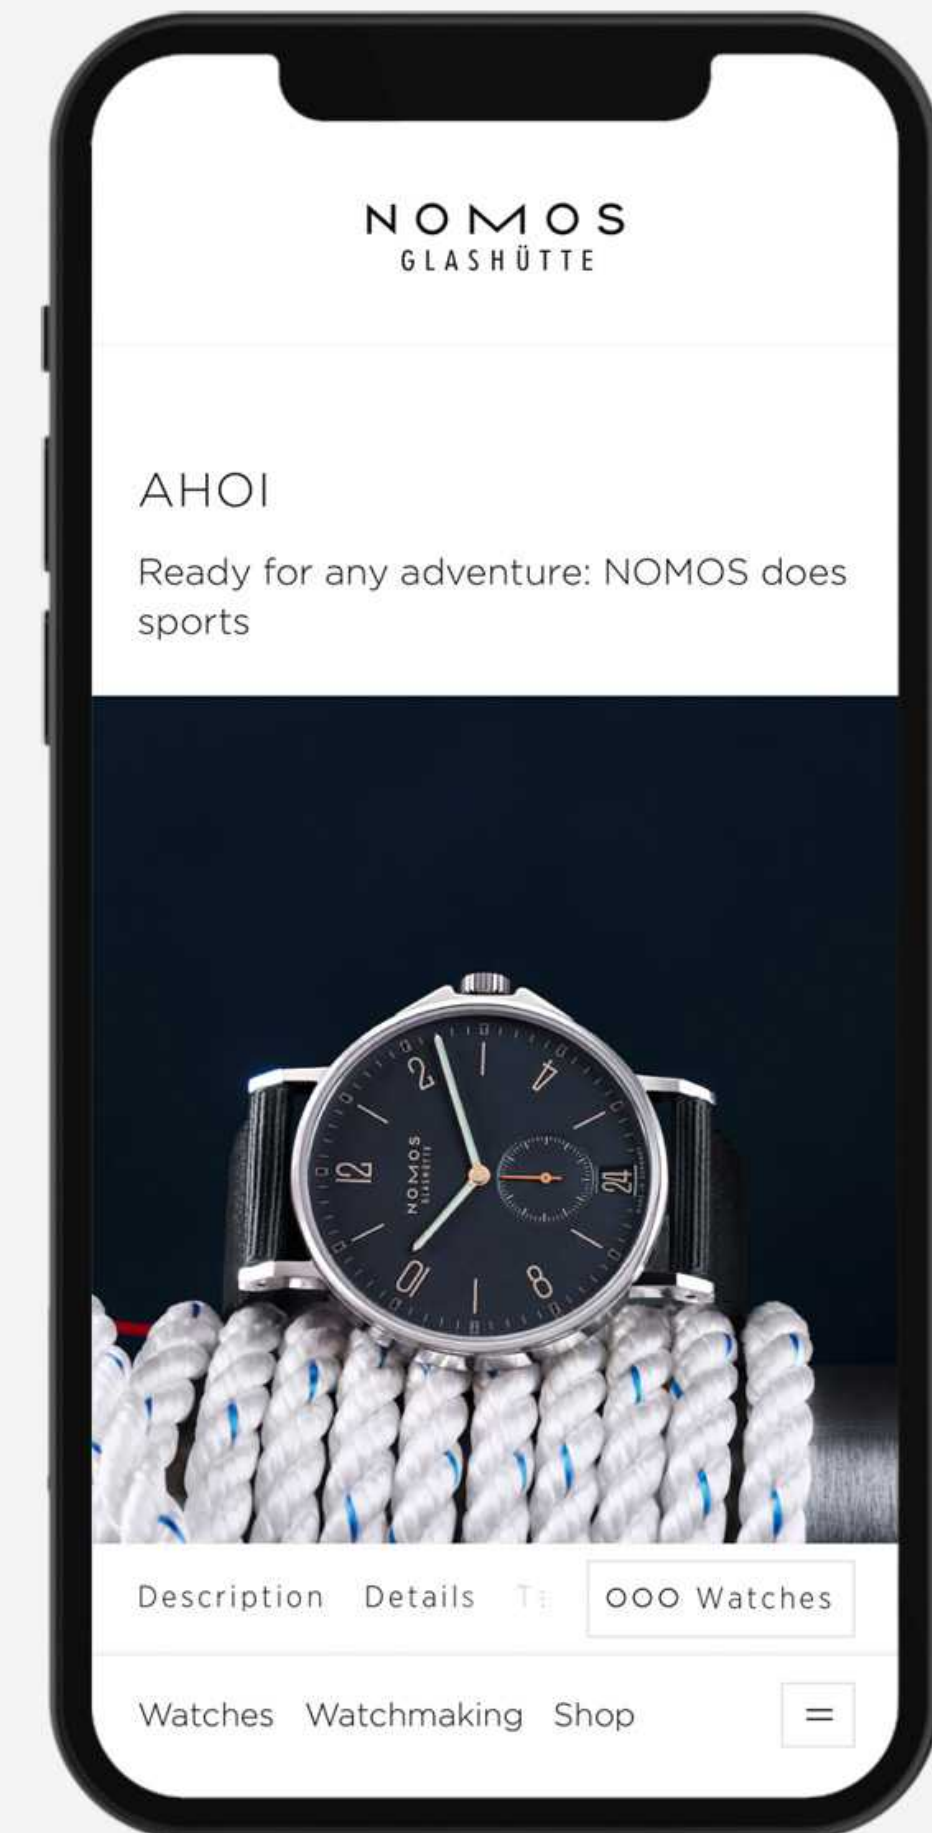 NOMOS
GLASHÜTTE
AHOI
Ready for any adventure: NOMOS does
sports
2
4
12
NOMOS
GLASHÜTTE
24
10
8
Description Details
OOO Watches
Watches Watchmaking Shop